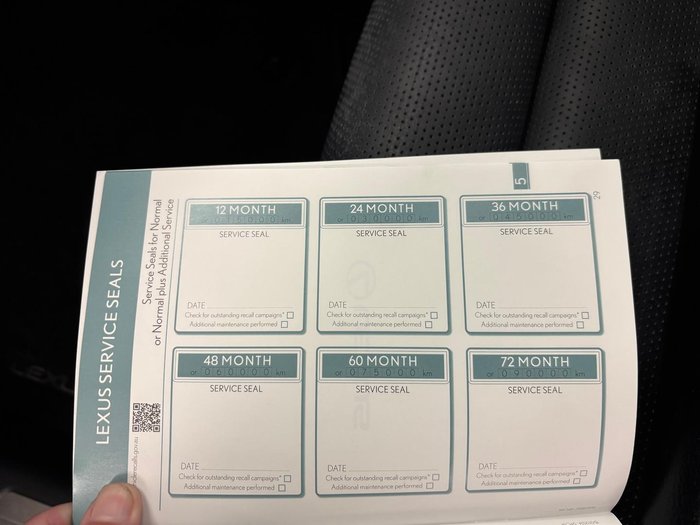 LEXUS SERVICE SEALS
Service Seals for Normal
or Normal plus Additional Service
5
29
12 MONTH
or 015000 km
SERVICE SEAL
DATE
Check for outstanding recall campaigns*
Additional maintenance performed
24 MONTH
or 030000 km
SERVICE SEAL
DATE
Check for outstanding recall campaigns*
Additional maintenance performed
36 MONTH
or 045000 km
SERVICE SEAL
DATE
Check for outstanding recall campaigns*
Additional maintenance performed
48 MONTH
or 060000 km
SERVICE SEAL
DATE
Check for outstanding recall campaigns*
Additional maintenance performed
60 MONTH
or 075000 km
SERVICE SEAL
DATE
Check for outstanding recall campaigns*
Additional maintenance performed
72 MONTH
or 090000 km
SERVICE SEAL
DATE
Check for outstanding recall campaigns*
Additional maintenance performed